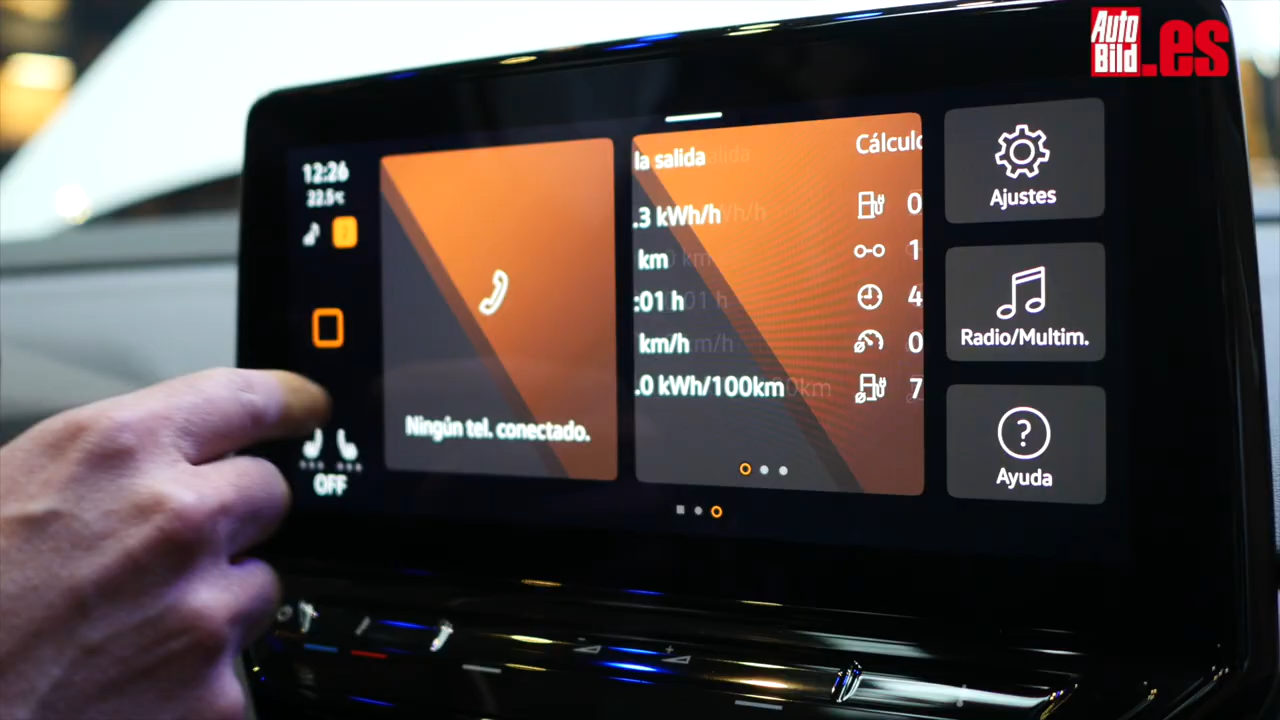 Auto
Bild
.es
12:26
22.5°C
Ningún tel. conectado.
OFF
la salida
.3 kWh/h
km
:01 h
km/h
.0 kWh/100km
Cálculo
0
1
4
0
7
Ajustes
Radio/Multim.
?
Ayuda